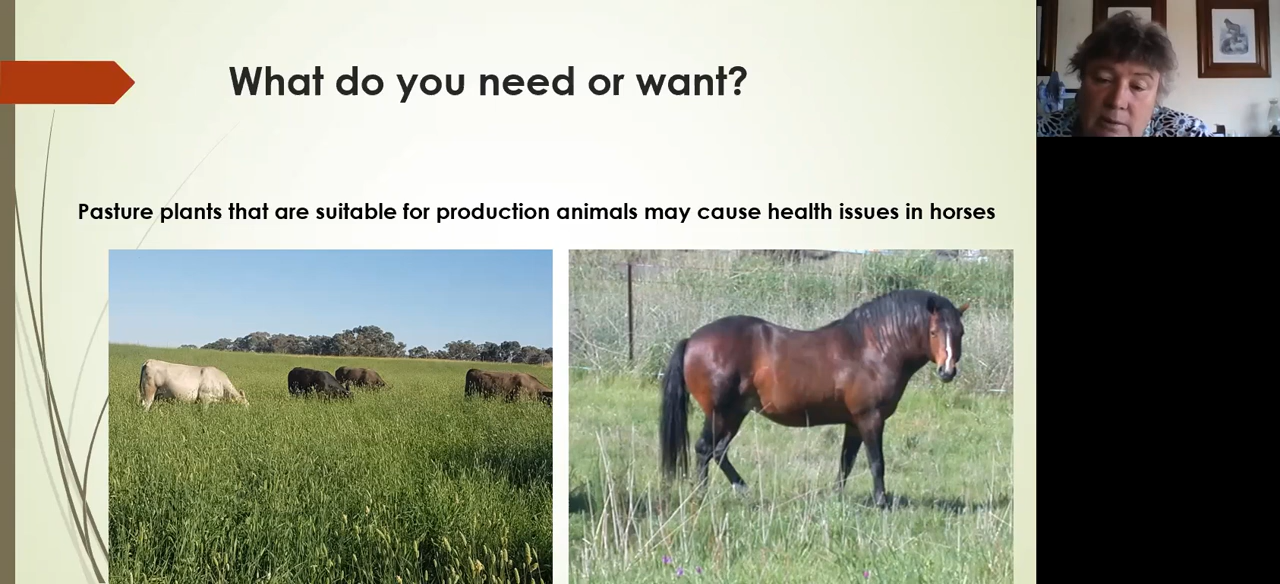 What do you need or want?
Pasture plants that are suitable for production animals may cause health issues in horses